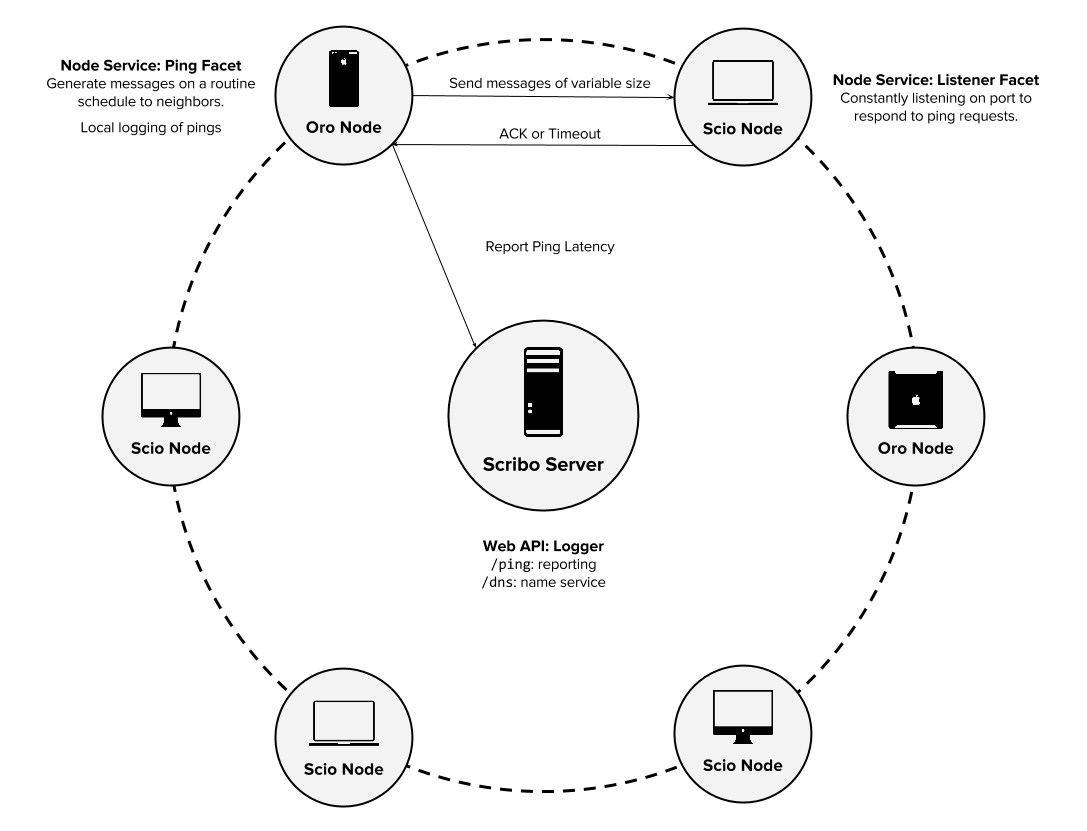 Node Service: Ping Facet
Generate messages on a routine
schedule to neighbors.
Local logging of pings
Oro Node
Send messages of variable size
ACK or Timeout
Scio Node
Node Service: Listener Facet
Constantly listening on port to
respond to ping requests.
Report Ping Latency
Scio Node
Scribo Server
Oro Node
Web API: Logger
/ping: reporting
/dns: name service
Scio Node
Scio Node